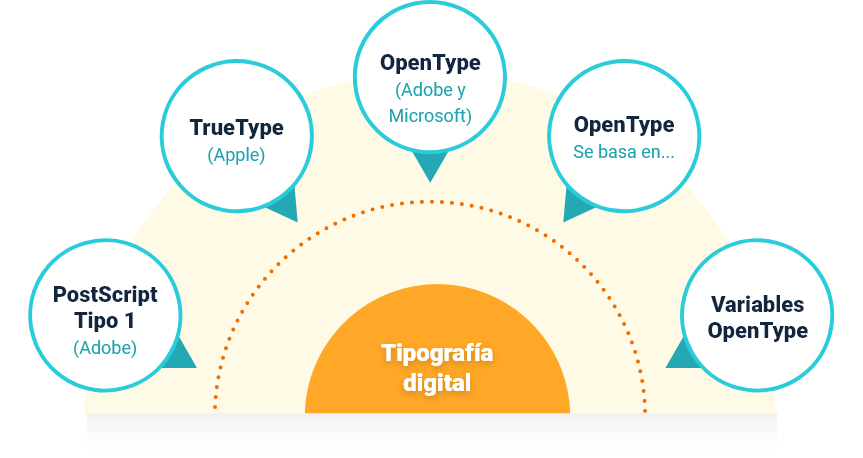 OpenType
(Adobe y
Microsoft)
TrueType
(Apple)
OpenType
Se basa en...
PostScript
Tipo 1
(Adobe)
Variables
OpenType
Tipografía
digital